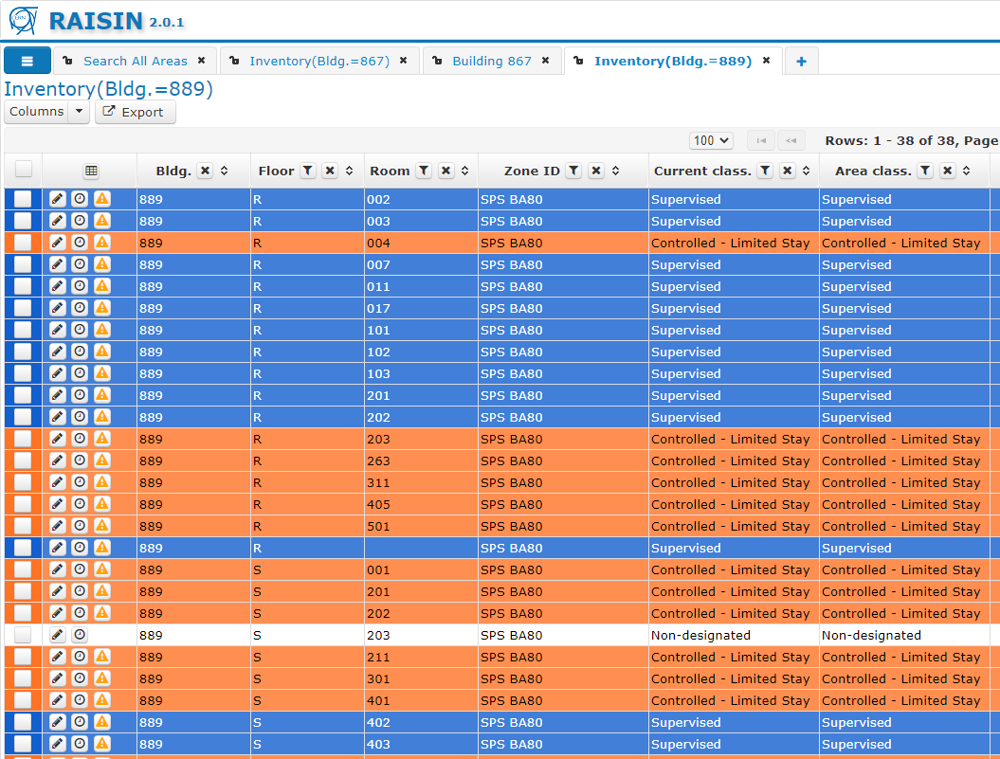 CERN
RAISIN 2.0.1
Search All Areas Inventory(Bldg.=867) Building 867 Inventory(Bldg.=889) +
Inventory(Bldg.=889)
Columns Export
100 Rows: 1 - 38 of 38, Page
Bldg. Floor Room Zone ID Current class. Area class.
889 R 002 SPS BA80 Supervised Supervised
889 R 003 SPS BA80 Supervised Supervised
889 R 004 SPS BA80 Controlled - Limited Stay Controlled - Limited Stay
889 R 007 SPS BA80 Supervised Supervised
889 R 011 SPS BA80 Supervised Supervised
889 R 017 SPS BA80 Supervised Supervised
889 R 101 SPS BA80 Supervised Supervised
889 R 102 SPS BA80 Supervised Supervised
889 R 103 SPS BA80 Supervised Supervised
889 R 201 SPS BA80 Supervised Supervised
889 R 202 SPS BA80 Supervised Supervised
889 R 203 SPS BA80 Controlled - Limited Stay Controlled - Limited Stay
889 R 263 SPS BA80 Controlled - Limited Stay Controlled - Limited Stay
889 R 311 SPS BA80 Controlled - Limited Stay Controlled - Limited Stay
889 R 405 SPS BA80 Controlled - Limited Stay Controlled - Limited Stay
889 R 501 SPS BA80 Controlled - Limited Stay Controlled - Limited Stay
889 R SPS BA80 Supervised Supervised
889 S 001 SPS BA80 Controlled - Limited Stay Controlled - Limited Stay
889 S 201 SPS BA80 Controlled - Limited Stay Controlled - Limited Stay
889 S 202 SPS BA80 Controlled - Limited Stay Controlled - Limited Stay
889 S 203 SPS BA80 Non-designated Non-designated
889 S 211 SPS BA80 Controlled - Limited Stay Controlled - Limited Stay
889 S 301 SPS BA80 Controlled - Limited Stay Controlled - Limited Stay
889 S 401 SPS BA80 Controlled - Limited Stay Controlled - Limited Stay
889 S 402 SPS BA80 Supervised Supervised
889 S 403 SPS BA80 Supervised Supervised